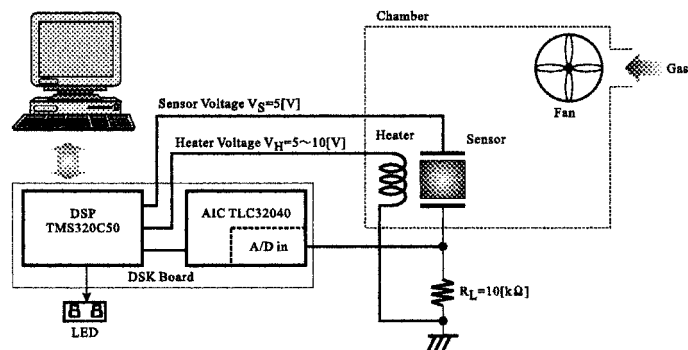 Chamber
Gas
Fan
Sensor Voltage V_S=5[V]
Heater Voltage V_H=5～10[V]
Heater
Sensor
DSP
TMS320C50
AIC TLC32040
A/D in
DSK Board
R_L=10[kΩ]
LED